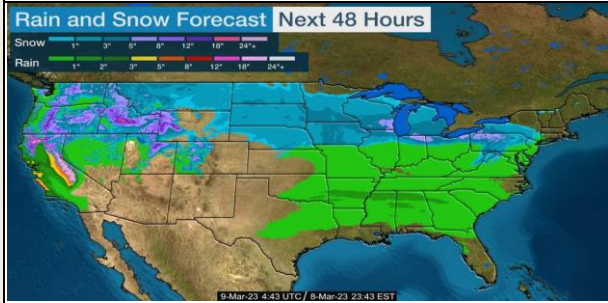 Rain and Snow Forecast Next 48 Hours
Snow
1" 3" 5" 8" 12" 18" 24"+
Rain
1" 2" 3" 5" 8" 12" 18" 24"+
9-Mar-23 4:43 UTC / 8-Mar-23 23:43 EST